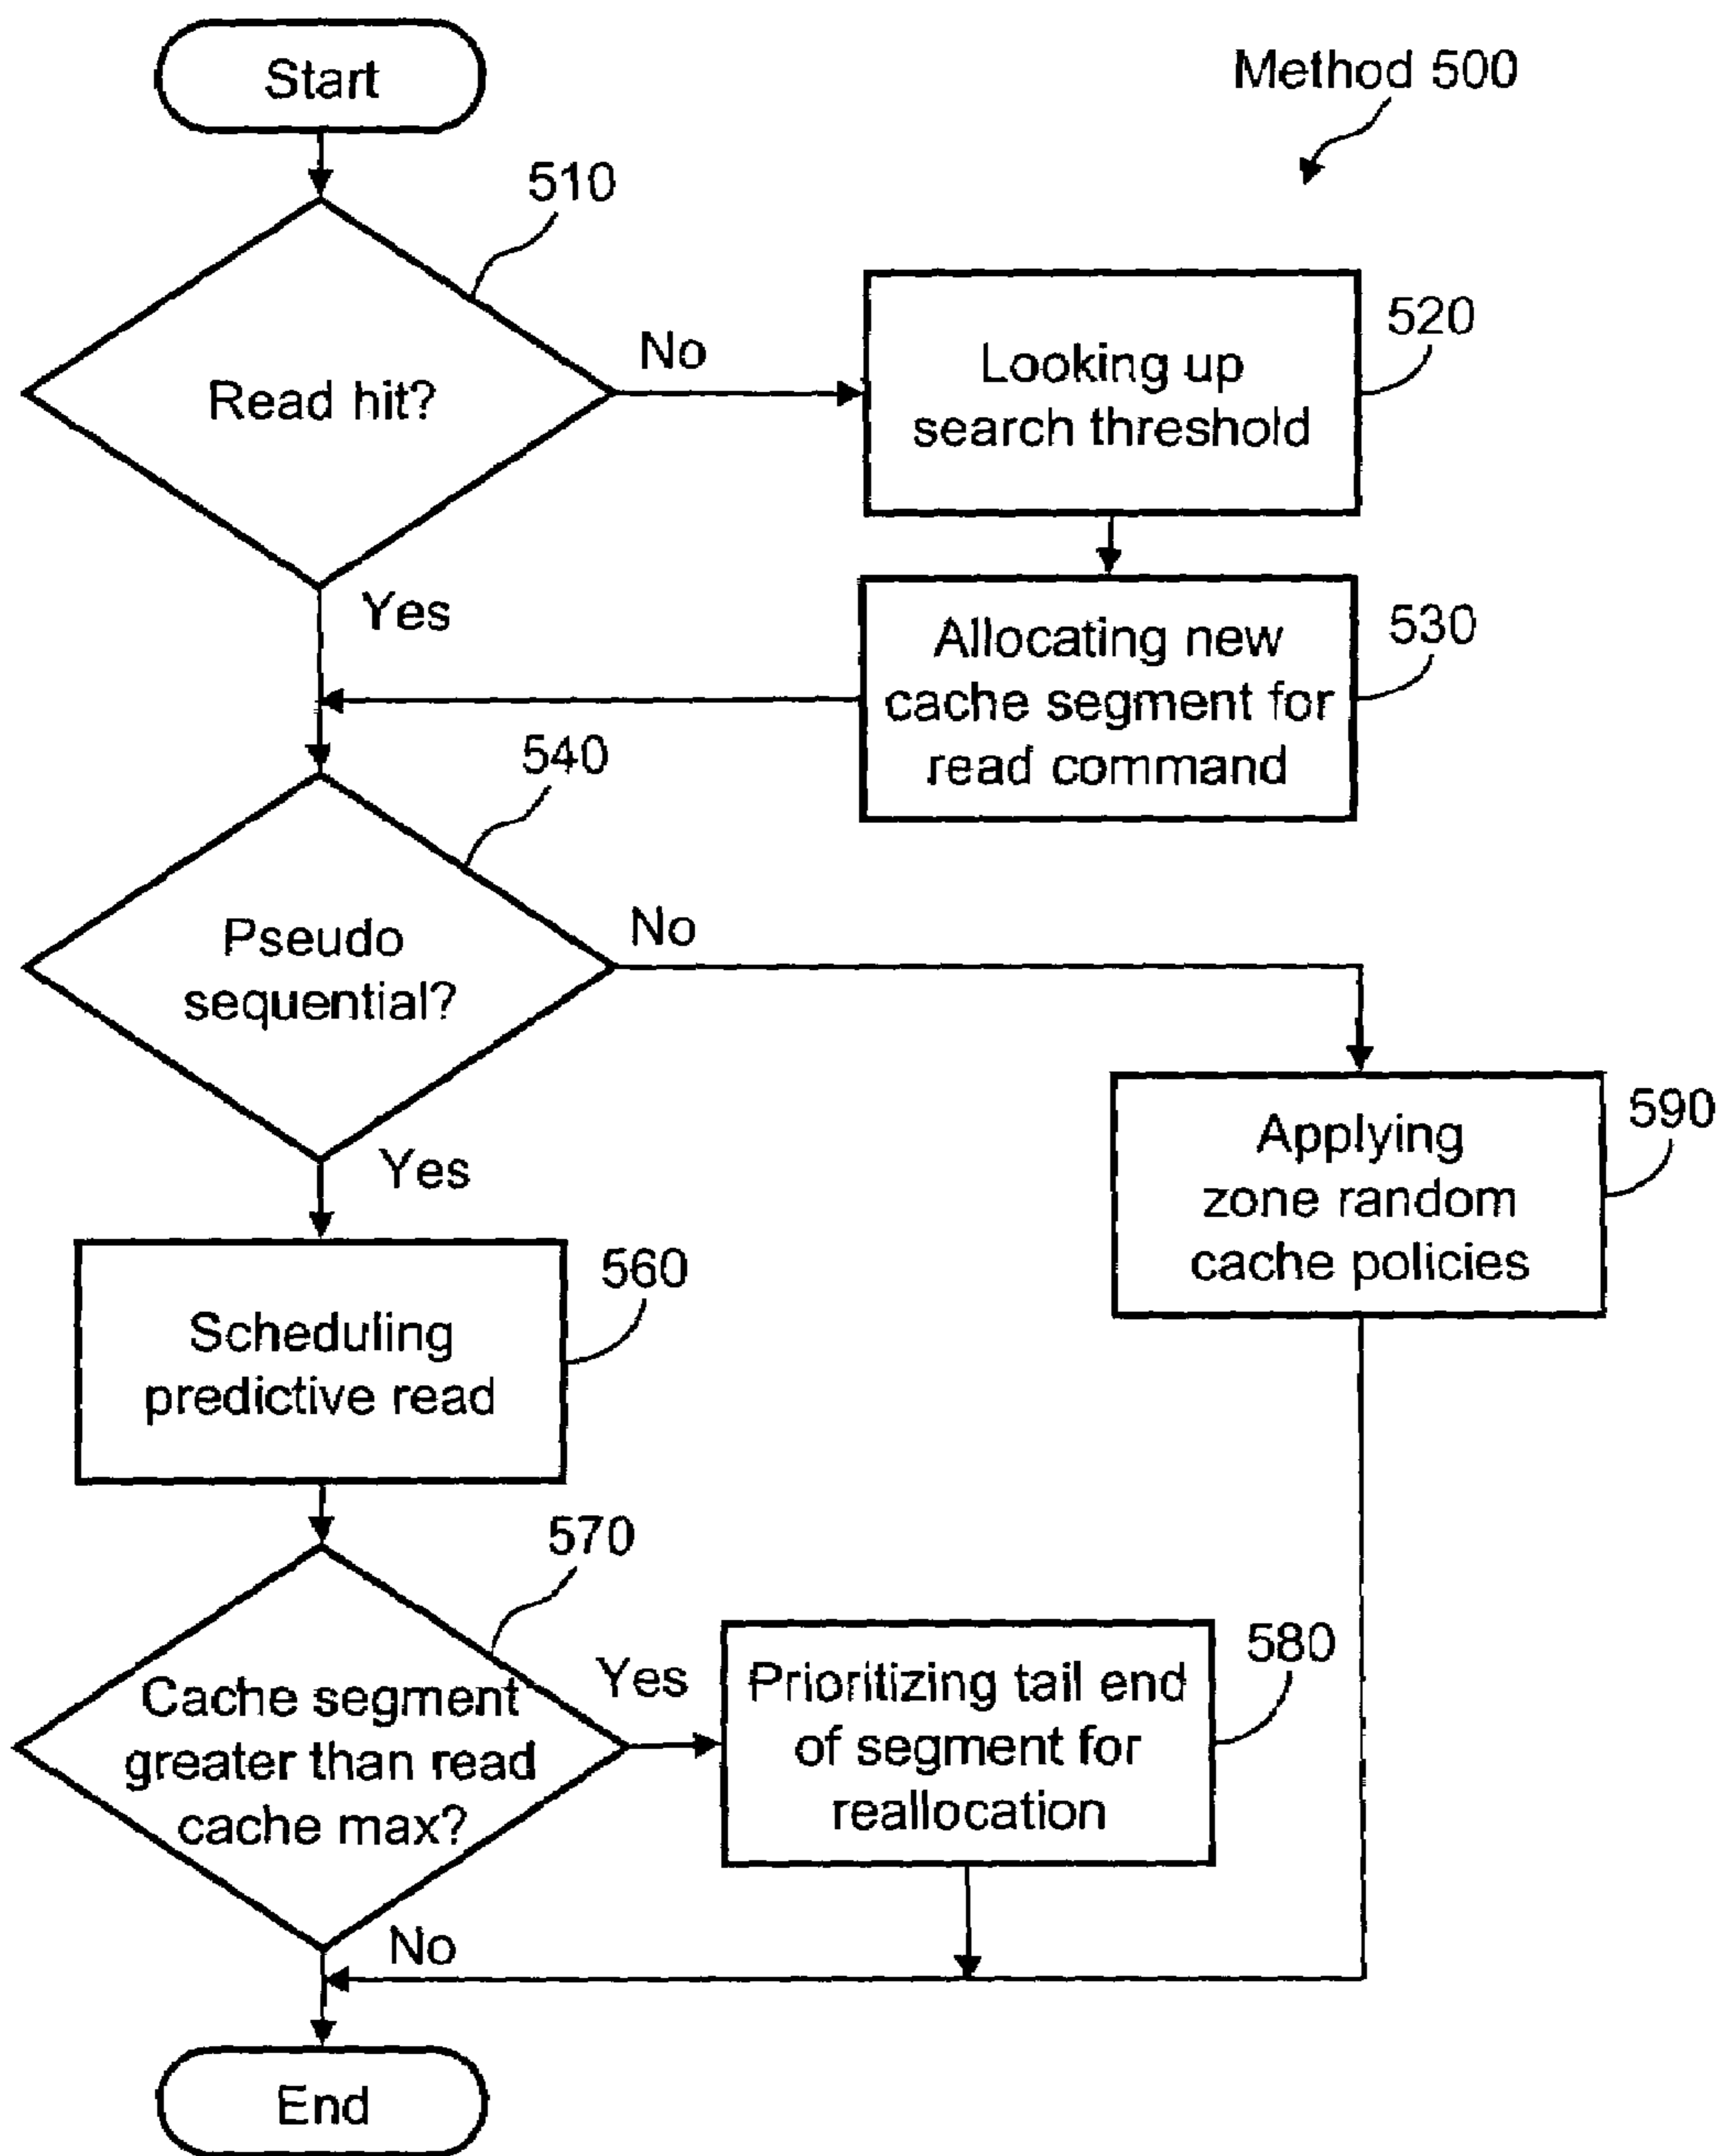 Start
Method 500
510
Read hit?
No
Looking up
search threshold
520
Yes
Allocating new
cache segment for
read command
530
540
Pseudo
sequential?
No
Yes
Applying
zone random
cache policies
590
Scheduling
predictive read
560
570
Cache segment
greater than read
cache max?
Yes
Prioritizing tail end
of segment for
reallocation
580
No
End